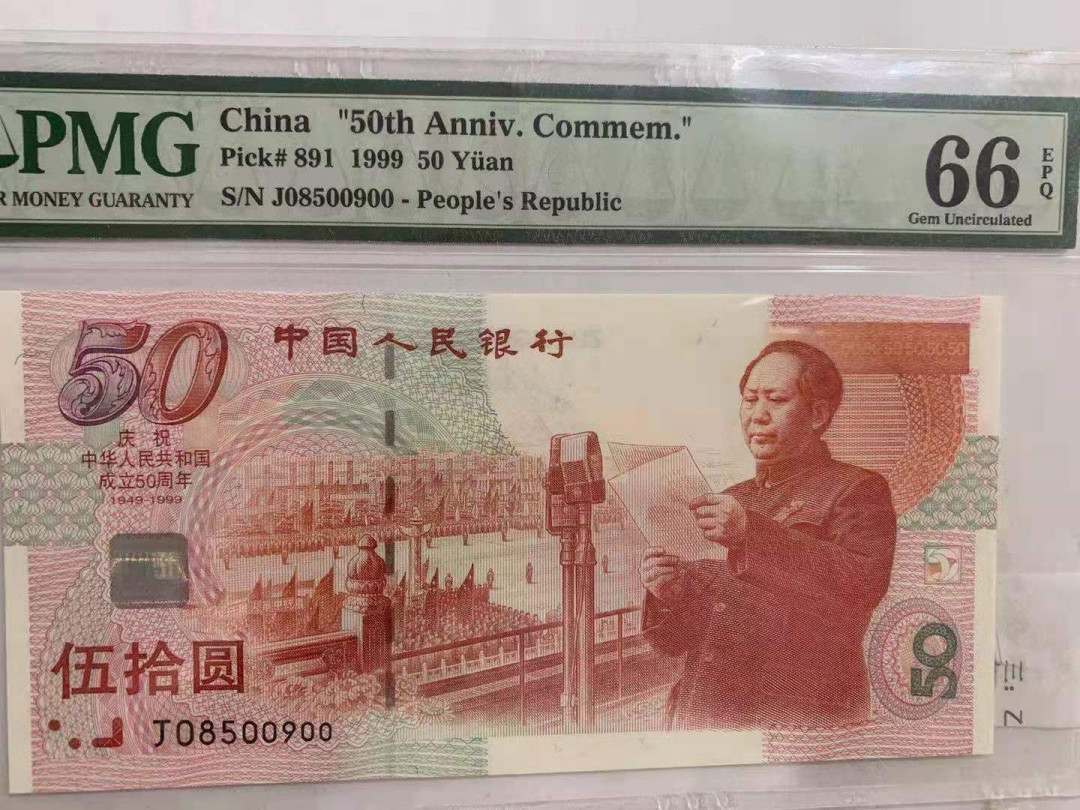 PMG
R MONEY GUARANTY
China "50th Anniv. Commem."
Pick# 891 1999 50 Yüan
S/N J08500900 - People's Republic
66
EPQ
Gem Uncirculated
50
中国人民银行
庆祝
中华人民共和国
成立50周年
1949-1999
伍拾圆
J08500900
50